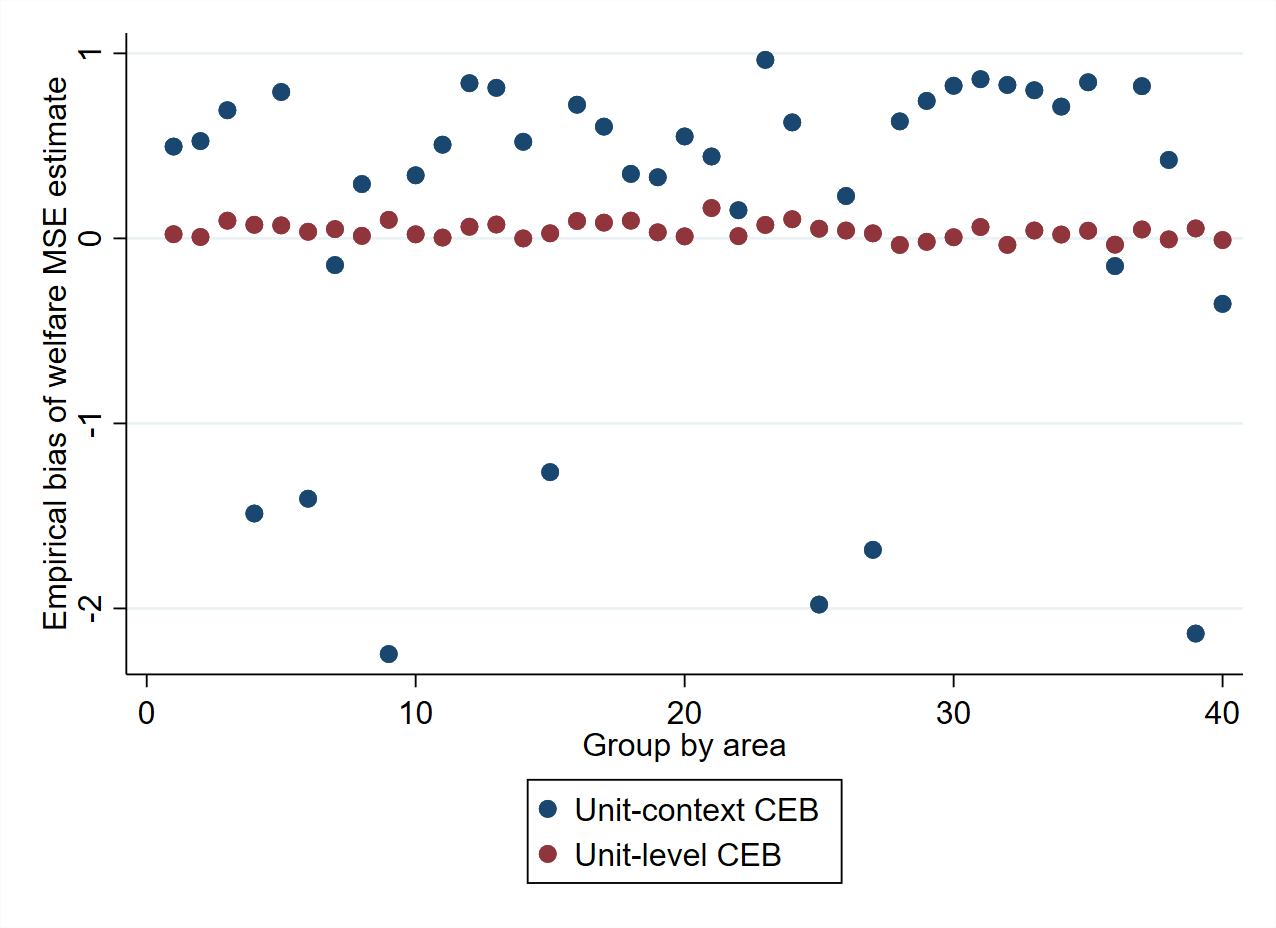 Empirical bias of welfare MSE estimate
1
0
-1
-2
0 10 20 30 40
Group by area
Unit-context CEB
Unit-level CEB